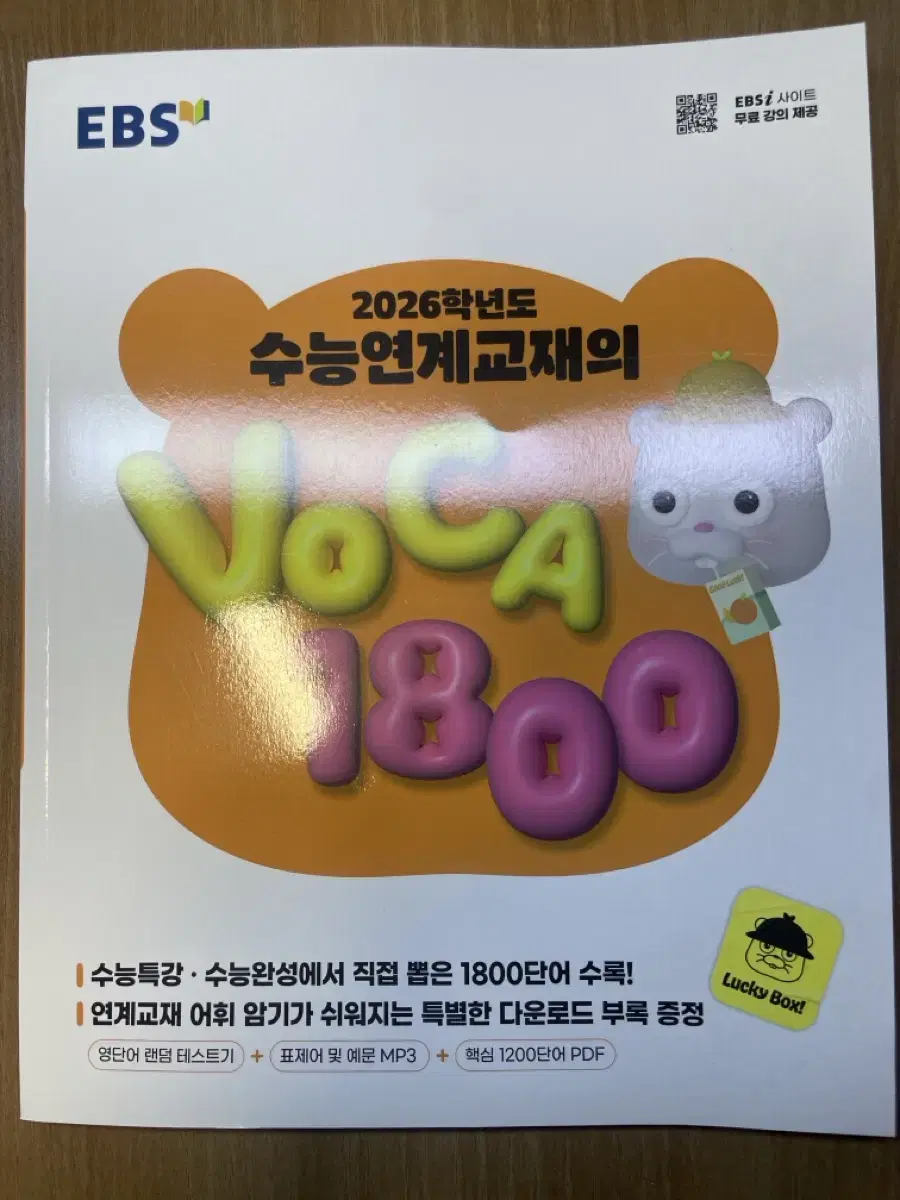 EBS
EBSi 사이트
무료 강의 제공
2026학년도
수능연계교재의
VOCA
1800
Good Luck!
수능특강 · 수능완성에서 직접 뽑은 1800단어 수록!
연계교재 어휘 암기가 쉬워지는 특별한 다운로드 부록 증정
영단어 랜덤 테스트기 + 표제어 및 예문 MP3 + 핵심 1200단어 PDF
Lucky Box!